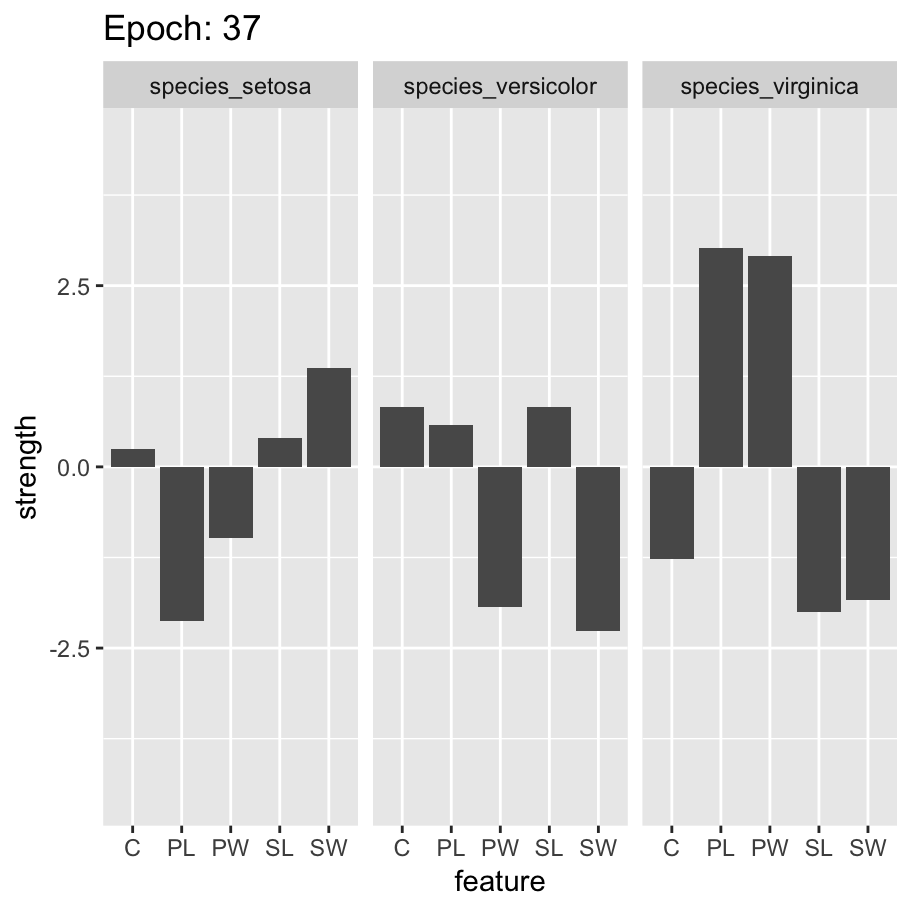 Epoch: 37
species_setosa species_versicolor species_virginica
2.5
0.0
-2.5
strength
C PL PW SL SW C PL PW SL SW C PL PW SL SW
feature